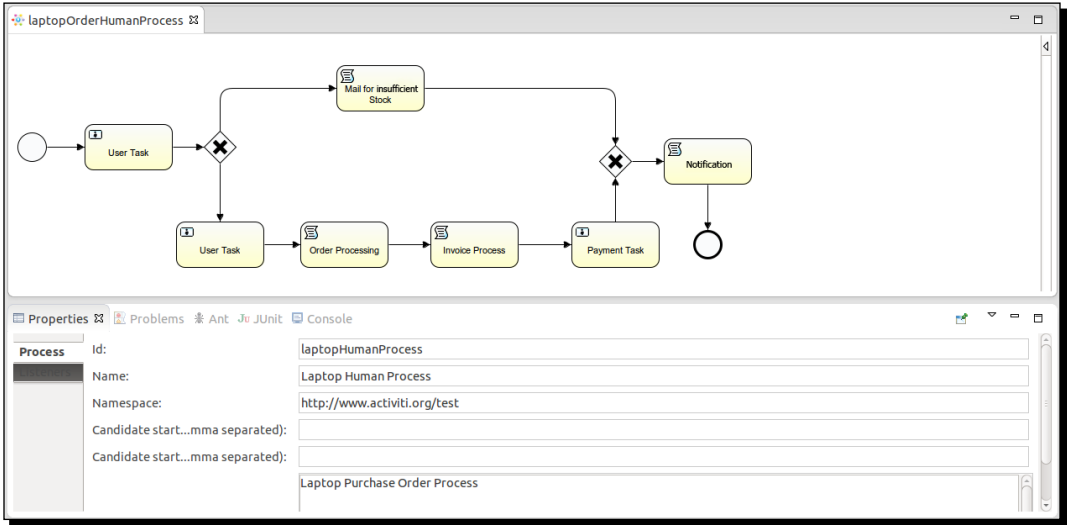 laptopOrderHumanProcess
Mail for insufficient
Stock
User Task
Notification
User Task
Order Processing
Invoice Process
Payment Task
Properties
Problems
Ant
Ju JUnit
Console
Process
Listeners
Id:
laptopHumanProcess
Name:
Laptop Human Process
Namespace:
http://www.activiti.org/test
Candidate start...mma separated):
Candidate start...mma separated):
Laptop Purchase Order Process